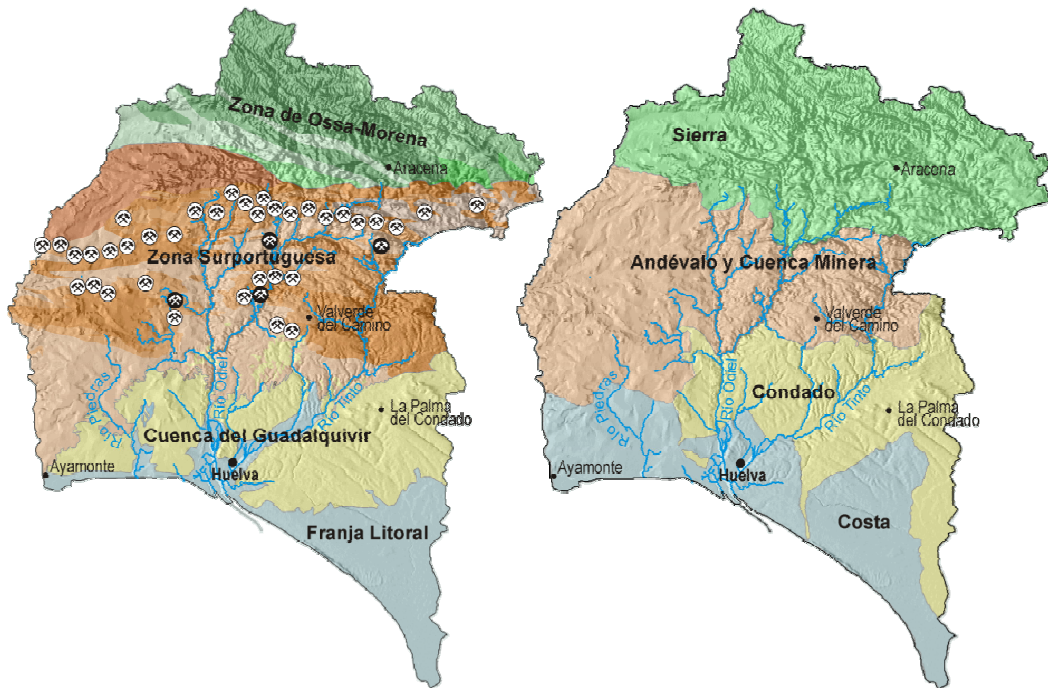 Zona de Ossa-Morena
Aracena
Zona Surportuguesa
Valverde
del Camino
Río Piedras
Río Odiel
Río Tinto
La Palma
del Condado
Cuenca del Guadalquivir
Ayamonte
Huelva
Franja Litoral
Sierra
Aracena
Andévalo y Cuenca Minera
Valverde
del Camino
Río Piedras
Río Odiel
Condado
Río Tinto
La Palma
del Condado
Ayamonte
Huelva
Costa